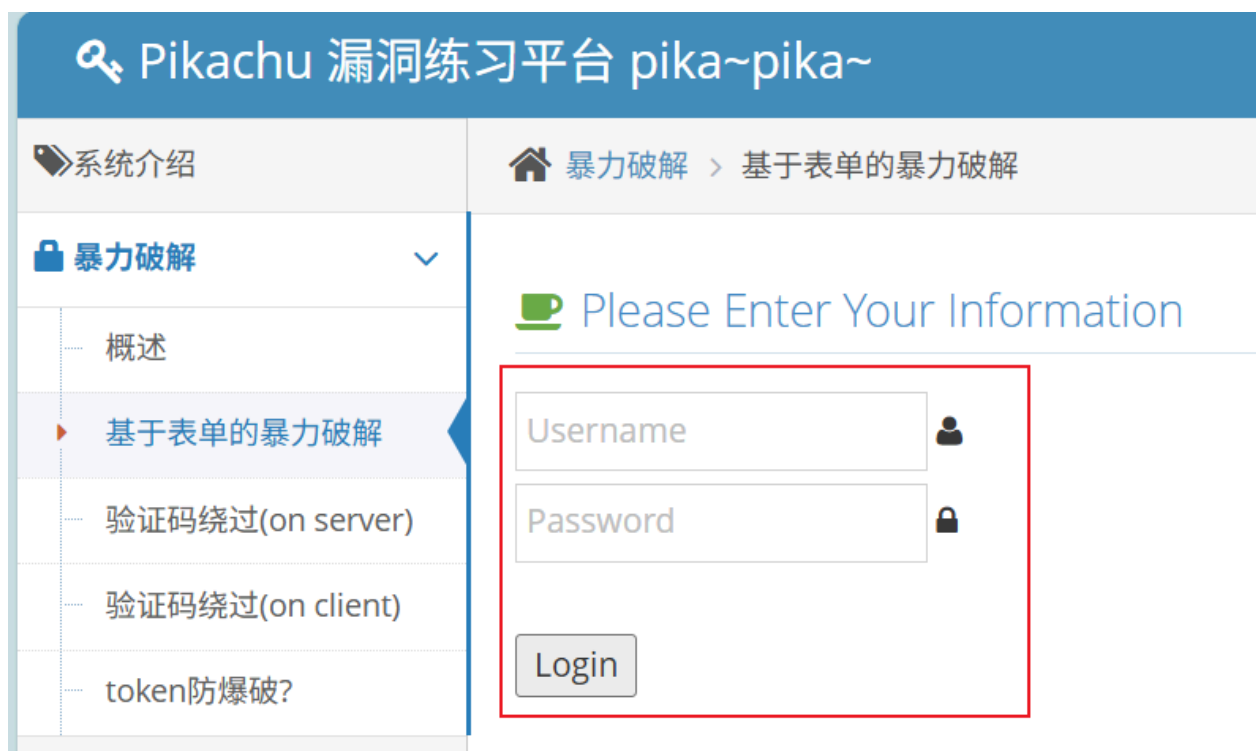 Pikachu 漏洞练习平台 pika~pika~
系统介绍
暴力破解 > 基于表单的暴力破解
暴力破解
概述
基于表单的暴力破解
验证码绕过(on server)
验证码绕过(on client)
token防爆破?
Please Enter Your Information
Username
Password
Login